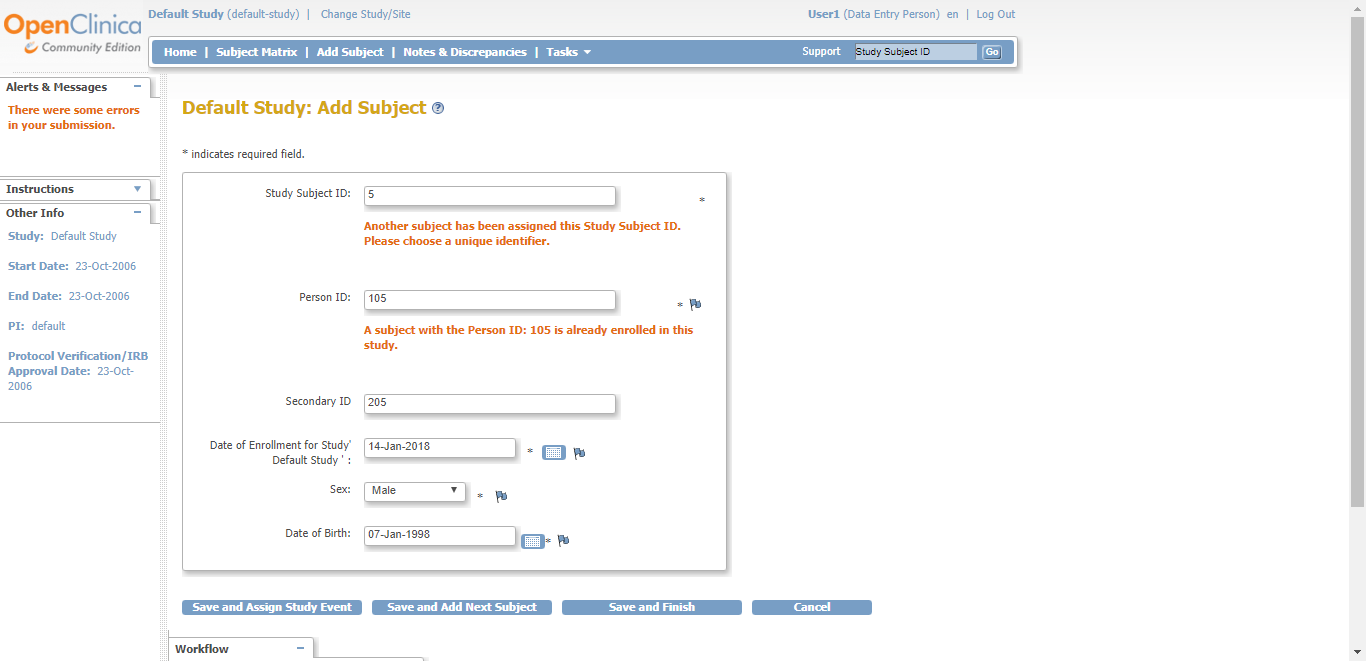 OpenClinica
Community Edition
Default Study (default-study) | Change Study/Site
User1 (Data Entry Person) en | Log Out
Home | Subject Matrix | Add Subject | Notes & Discrepancies | Tasks
Support Study Subject ID Go
Alerts & Messages
There were some errors
in your submission.
Instructions
Other Info
Study: Default Study
Start Date: 23-Oct-2006
End Date: 23-Oct-2006
PI: default
Protocol Verification/IRB
Approval Date: 23-Oct-
2006
Default Study: Add Subject ?
* indicates required field.
Study Subject ID: 5 *
Another subject has been assigned this Study Subject ID.
Please choose a unique identifier.
Person ID: 105 *
A subject with the Person ID: 105 is already enrolled in this
study.
Secondary ID 205
Date of Enrollment for Study'
Default Study ' : 14-Jan-2018 *
Sex: Male *
Date of Birth: 07-Jan-1998 *
Save and Assign Study Event Save and Add Next Subject Save and Finish Cancel
Workflow